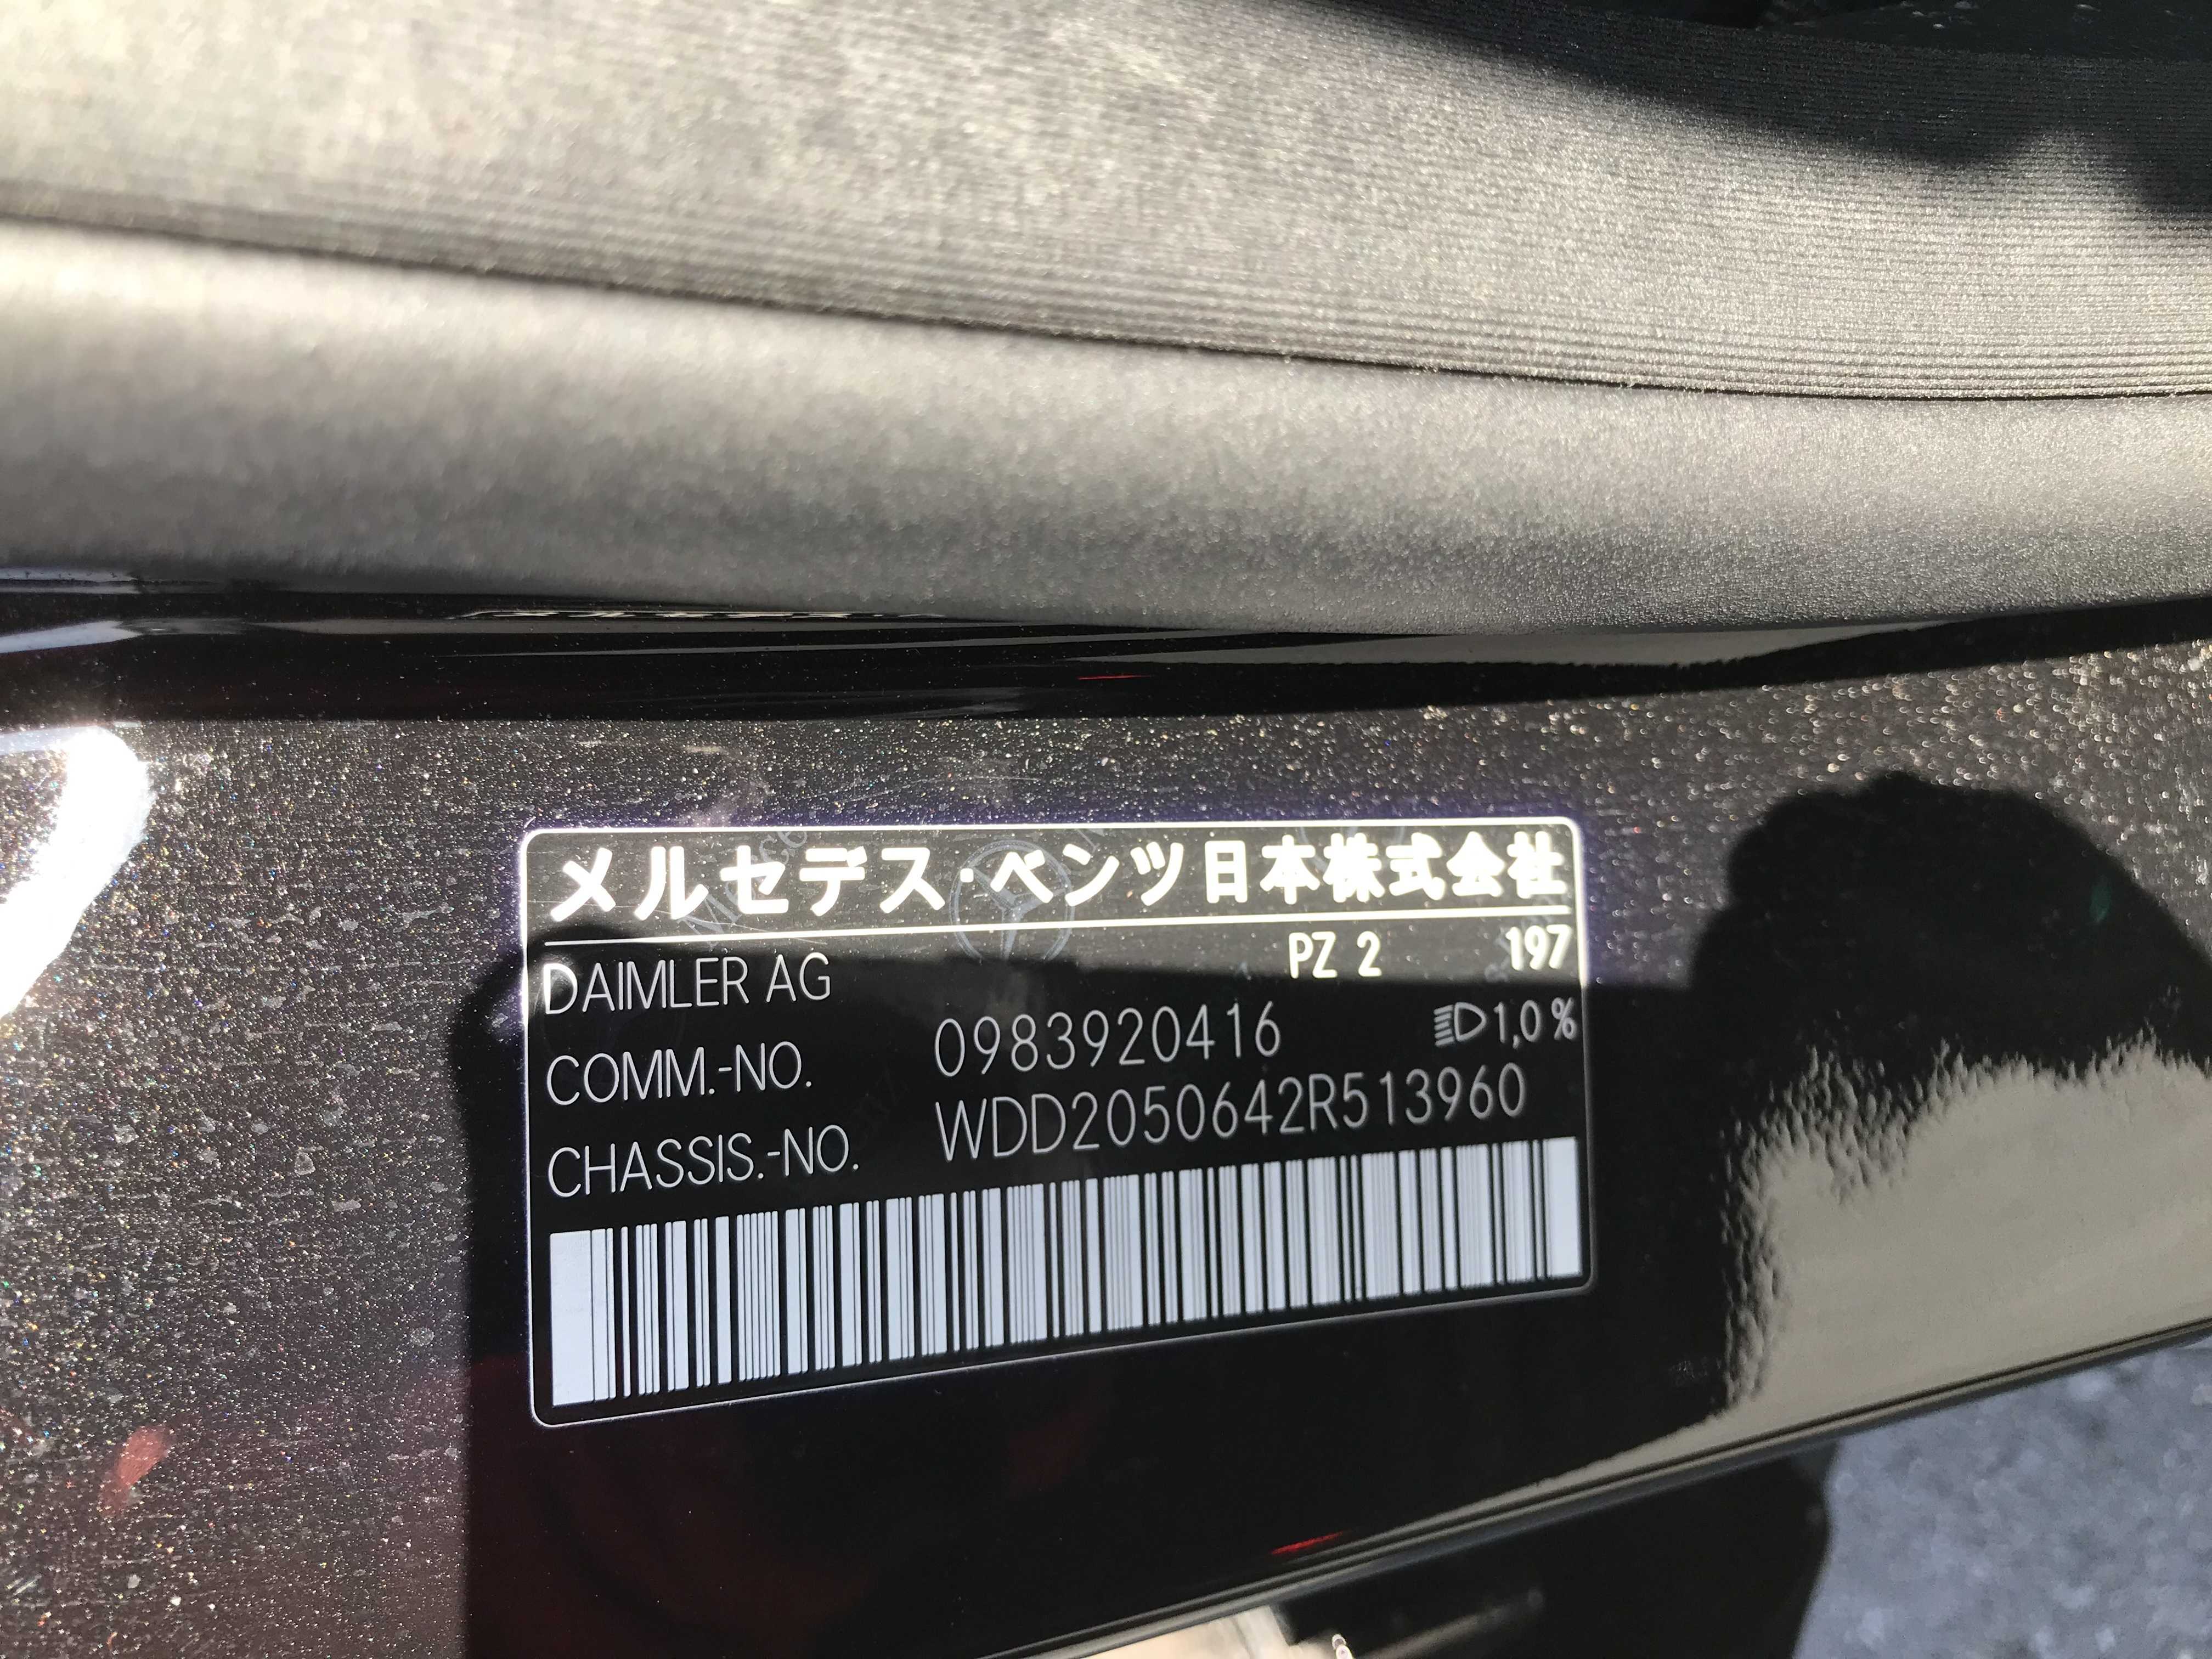 メルセデス・ベンツ日本株式会社
DAIMLER AG PZ 2 197
COMM.-NO. 0983920416 1,0%
CHASSIS.-NO. WDD2050642R513960